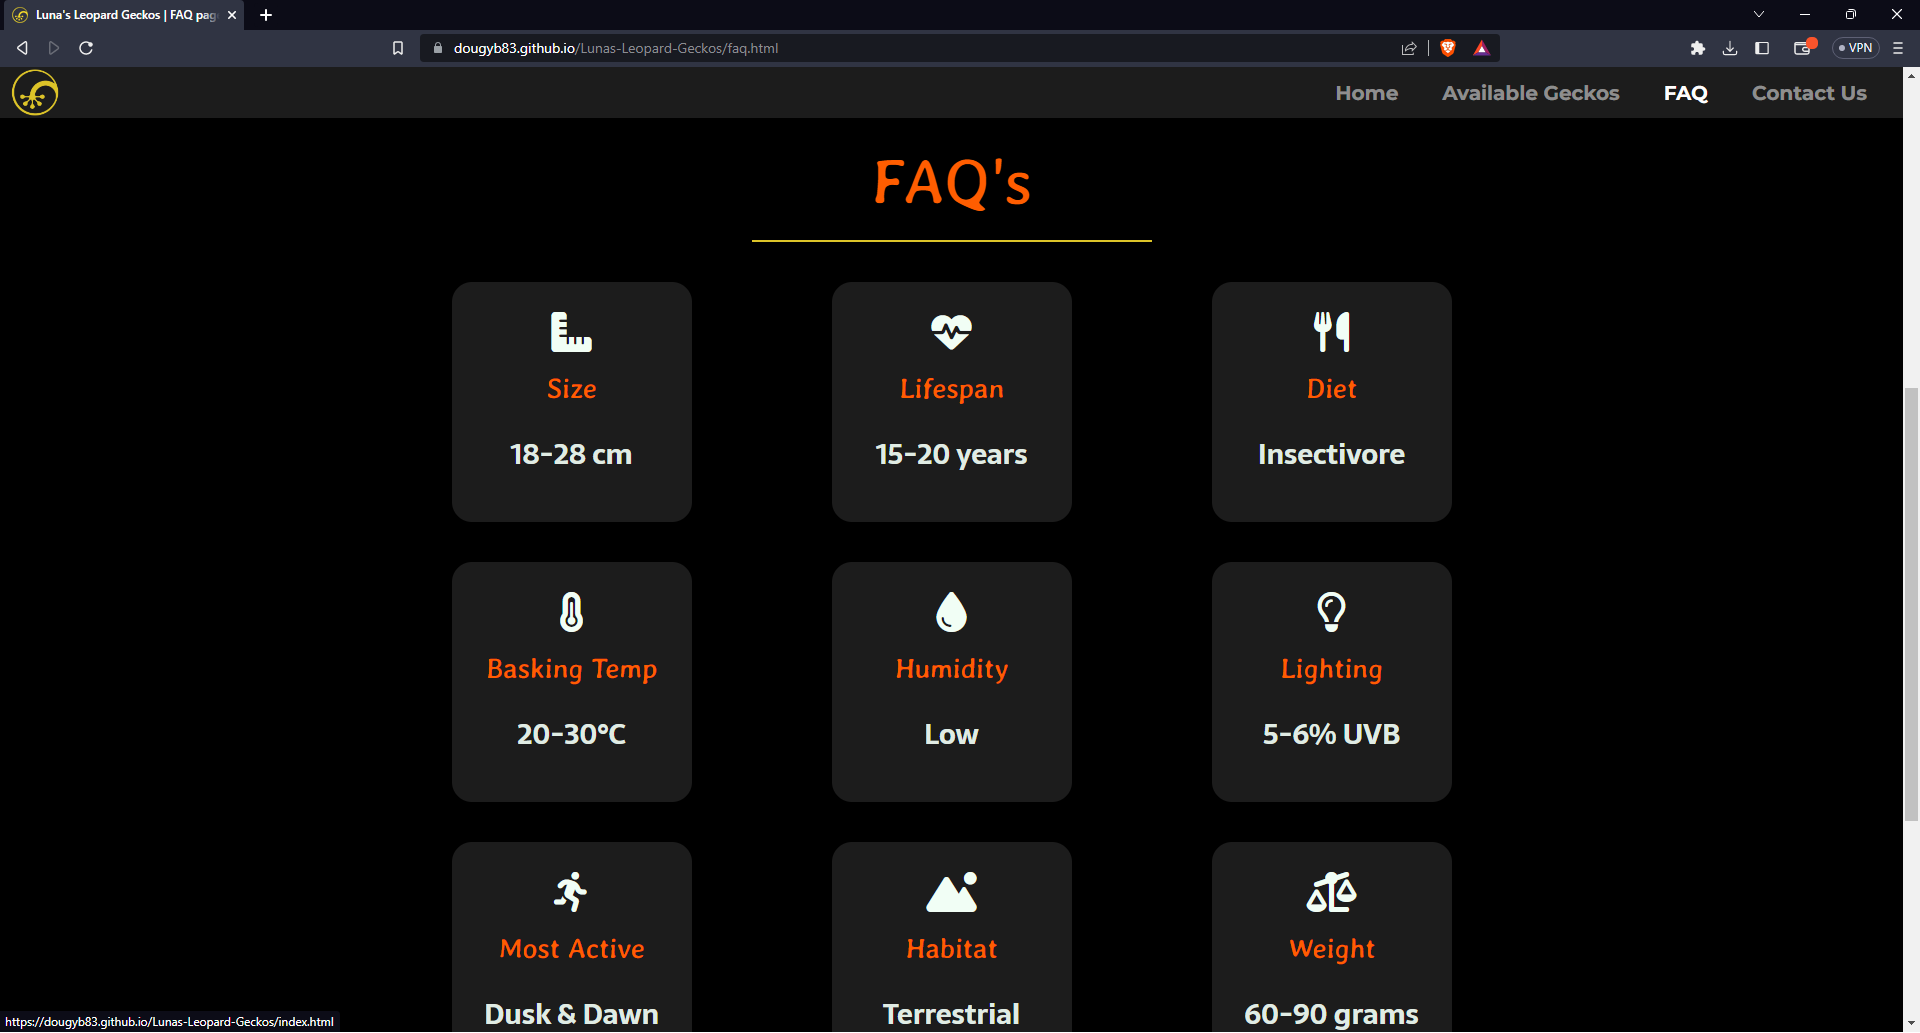 Luna's Leopard Geckos | FAQ pag
dougyb83.github.io/Lunas-Leopard-Geckos/faq.html
VPN
Home Available Geckos FAQ Contact Us
FAQ's
Size Lifespan Diet
18-28 cm 15-20 years Insectivore
Basking Temp Humidity Lighting
20-30°C Low 5-6% UVB
Most Active Habitat Weight
Dusk & Dawn Terrestrial 60-90 grams
https://dougyb83.github.io/Lunas-Leopard-Geckos/index.html